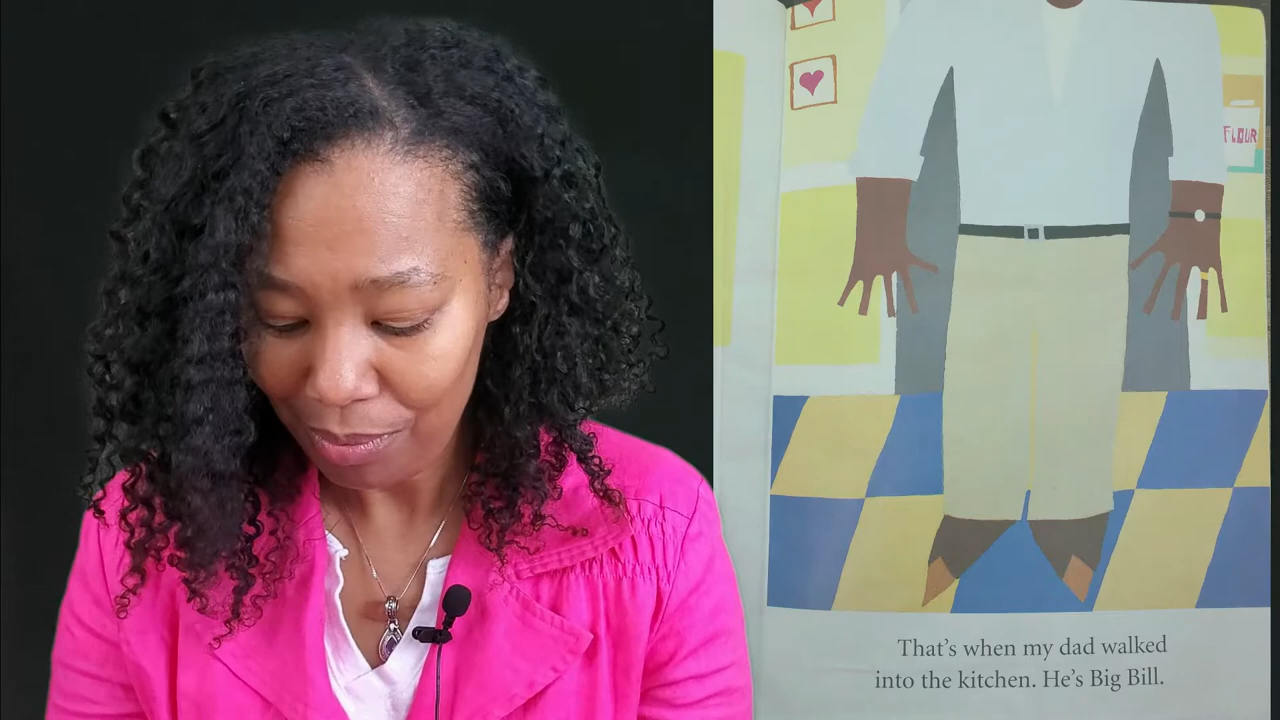 FLOUR
That's when my dad walked
into the kitchen. He's Big Bill.